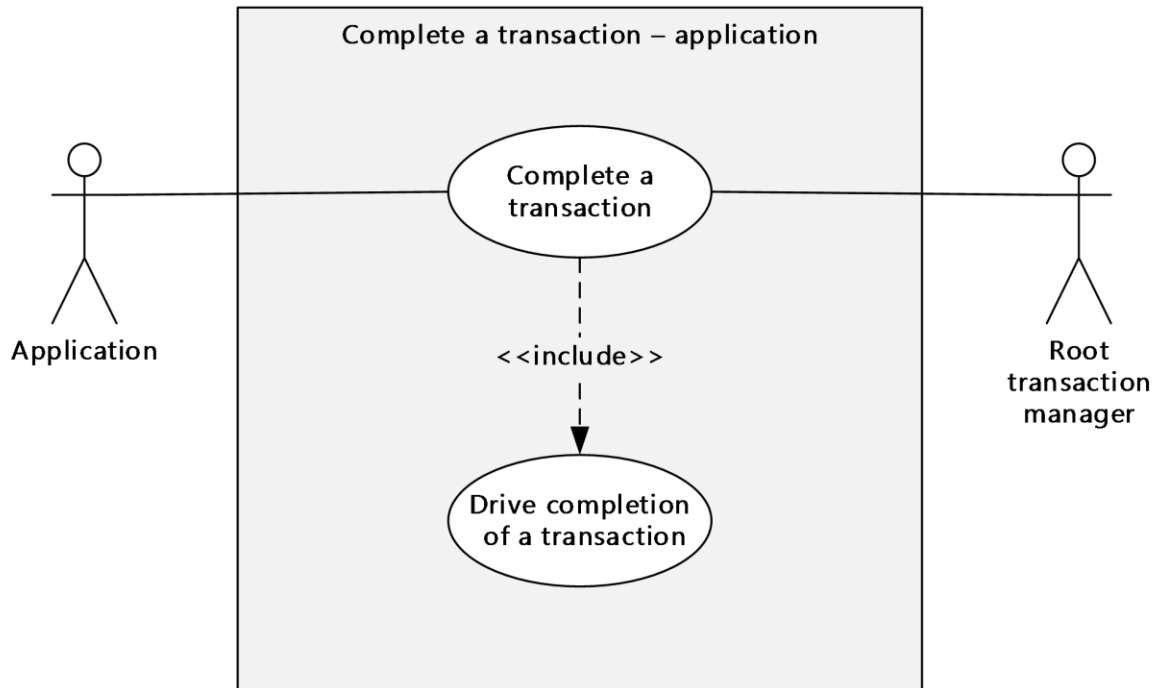 Complete a transaction – application
Complete a
transaction
Application
<<include>>
Root
transaction
manager
Drive completion
of a transaction